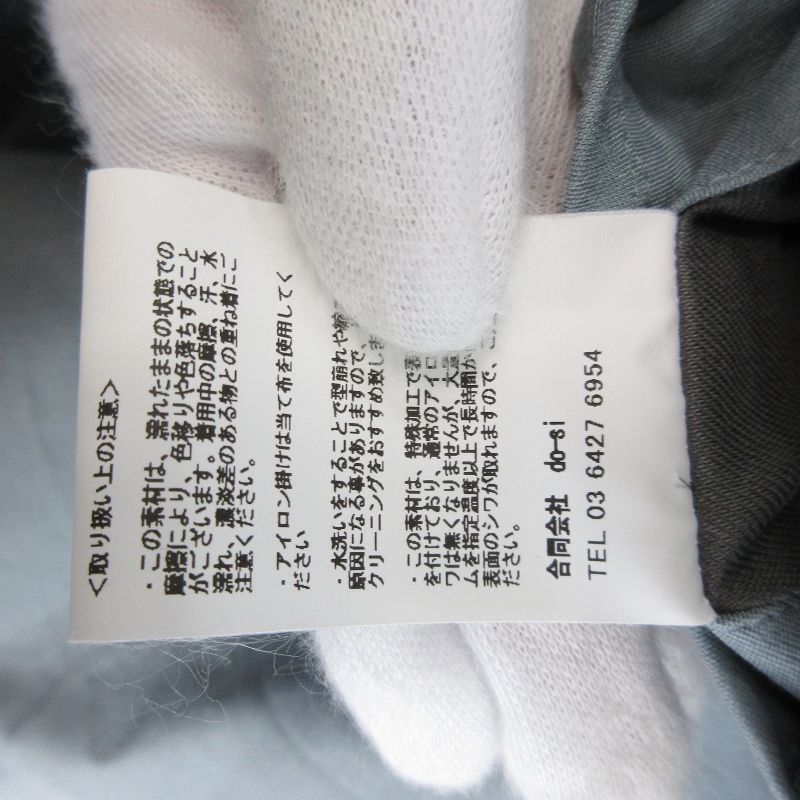 <取り扱い上の注意>
・この素材は、濡れたままの状態での
摩擦により、色移りや色落ちすること
がございます。着用中の摩擦、汗、水
濡れ、濃淡差のある物との重ね着にご
注意ください。
・アイロン掛けは当て布を使用してく
ださい
・水洗いをすることで型崩れや
原因になる事がありますので、
クリーニングをおすすめ致しま
・この素材は、特殊加工で
を付けており、通常のアイロ
ワは無くなりませんが、
ムを指定温度以上で長時間か
表面のシワが取れますので、
ださい。
合同会社 do-si
TEL 03 6427 6954